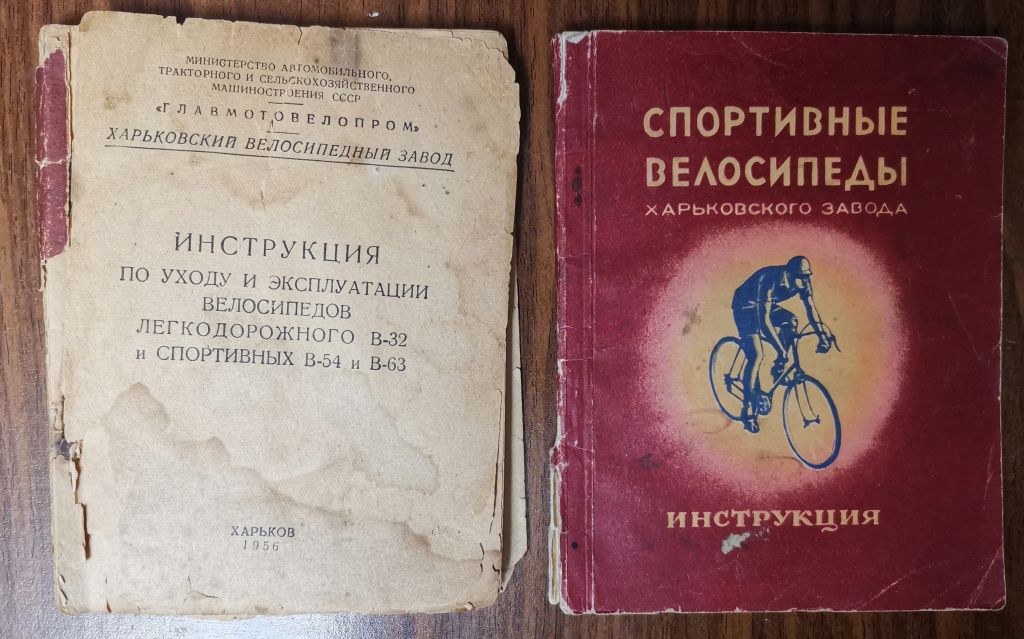 МИНИСТЕРСТВО АВТОМОБИЛЬНОГО,
ТРАКТОРНОГО И СЕЛЬСКОХОЗЯЙСТВЕННОГО
МАШИНОСТРОЕНИЯ СССР
«ГЛАВМОТОВЕЛОПРОМ»
ХАРЬКОВСКИЙ ВЕЛОСИПЕДНЫЙ ЗАВОД
ИНСТРУКЦИЯ
ПО УХОДУ И ЭКСПЛУАТАЦИИ
ВЕЛОСИПЕДОВ
ЛЕГКОДОРОЖНОГО В-32
и СПОРТИВНЫХ В-54 и В-63
ХАРЬКОВ
1956
СПОРТИВНЫЕ
ВЕЛОСИПЕДЫ
ХАРЬКОВСКОГО ЗАВОДА
ИНСТРУКЦИЯ